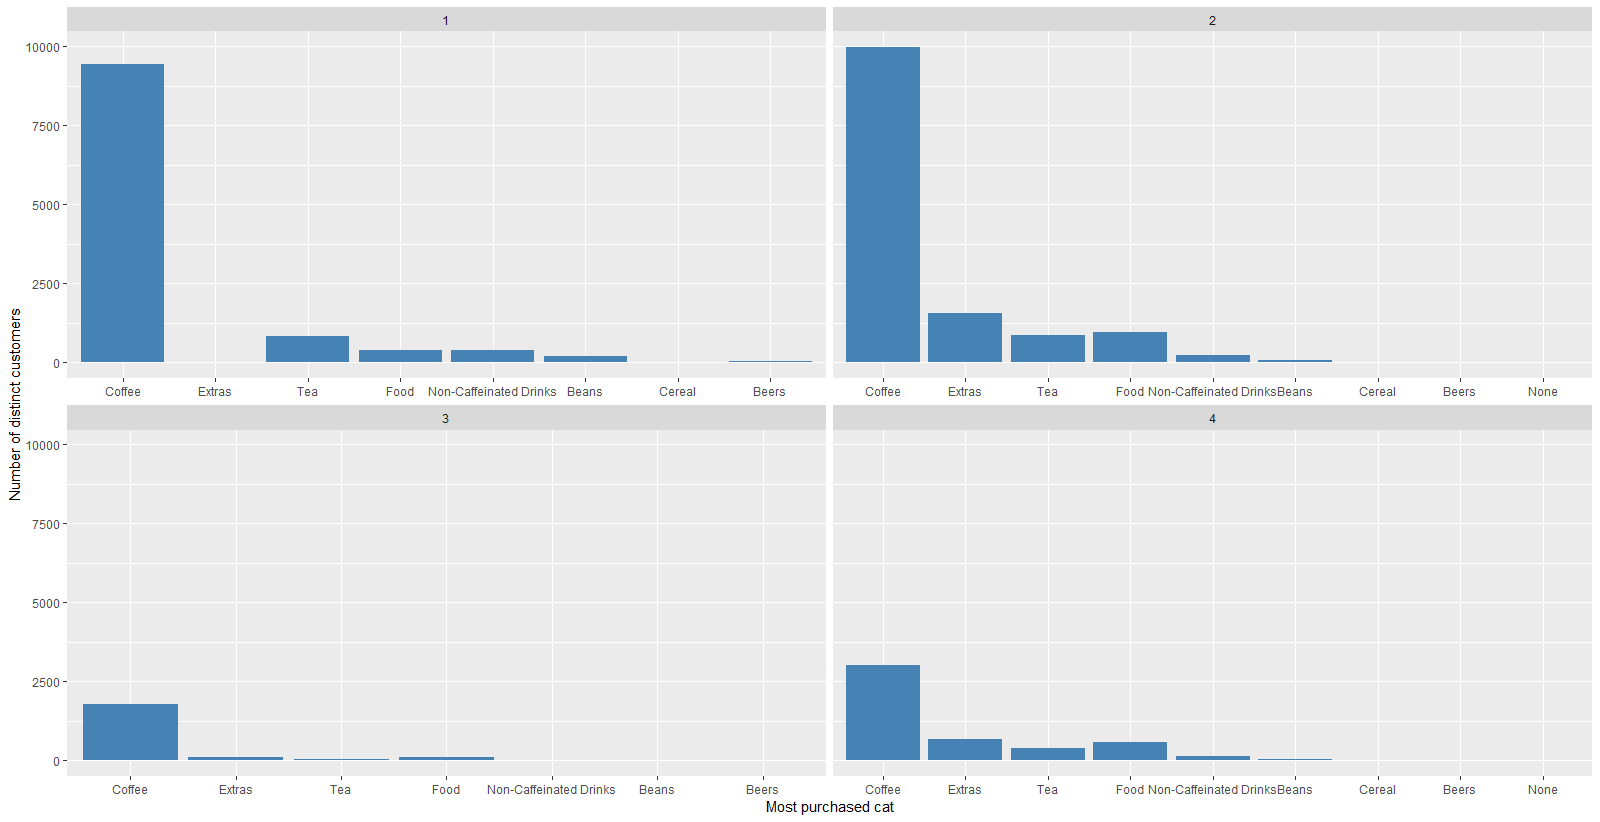 Number of distinct customers
1
10000
7500
5000
2500
0
Coffee Extras Tea Food Non-Caffeinated Drinks Beans Cereal Beers
2
Coffee Extras Tea Food Non-Caffeinated Drinks Beans Cereal Beers None
3
10000
7500
5000
2500
0
Coffee Extras Tea Food Non-Caffeinated Drinks Beans Beers
4
Coffee Extras Tea Food Non-Caffeinated Drinks Beans Cereal Beers None
Most purchased cat